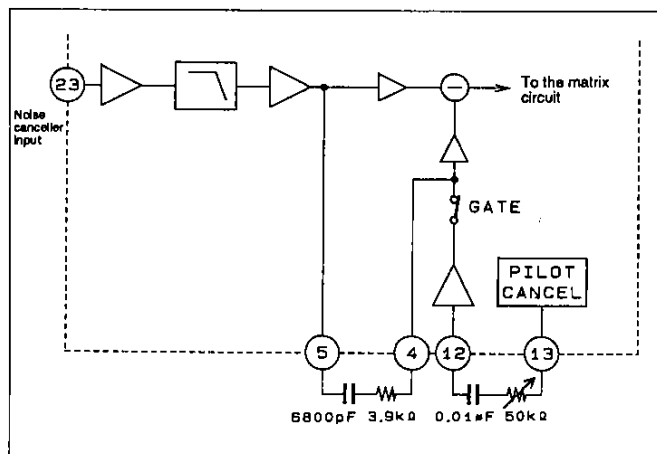 23
Noise
canceller
input
To the matrix
circuit
GATE
PILOT
CANCEL
5
4
12
13
6800pF 3.9kΩ 0.01µF 50kΩ